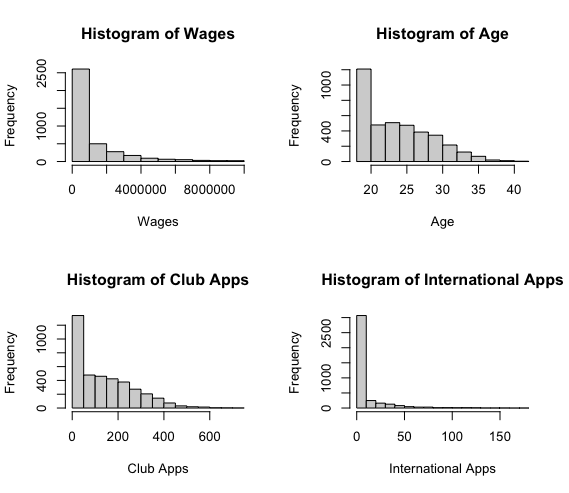 Histogram of Wages
Frequency
0 1000 2500
0 4000000 8000000
Wages
Histogram of Age
Frequency
0 400 1000
20 25 30 35 40
Age
Histogram of Club Apps
Frequency
0 400 1000
0 200 400 600
Club Apps
Histogram of International Apps
Frequency
0 1000 2500
0 50 100 150
International Apps